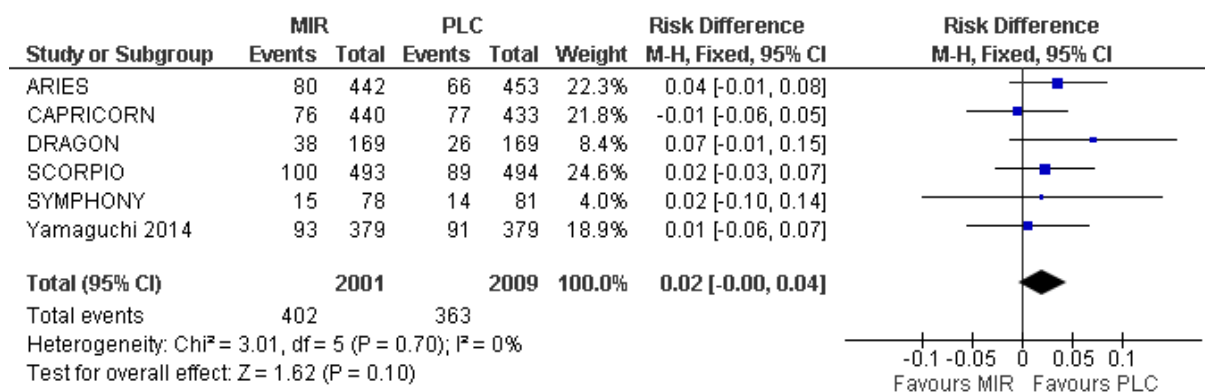 MIR PLC Risk Difference Risk Difference
Study or Subgroup Events Total Events Total Weight M-H, Fixed, 95% CI M-H, Fixed, 95% CI
ARIES 80 442 66 453 22.3% 0.04 [-0.01, 0.08]
CAPRICORN 76 440 77 433 21.8% -0.01 [-0.06, 0.05]
DRAGON 38 169 26 169 8.4% 0.07 [-0.01, 0.15]
SCORPIO 100 493 89 494 24.6% 0.02 [-0.03, 0.07]
SYMPHONY 15 78 14 81 4.0% 0.02 [-0.10, 0.14]
Yamaguchi 2014 93 379 91 379 18.9% 0.01 [-0.06, 0.07]
Total (95% CI) 2001 2009 100.0% 0.02 [-0.00, 0.04]
Total events 402 363
Heterogeneity: Chi² = 3.01, df = 5 (P = 0.70); I² = 0%
Test for overall effect: Z = 1.62 (P = 0.10)
-0.1 -0.05 0 0.05 0.1
Favours MIR Favours PLC